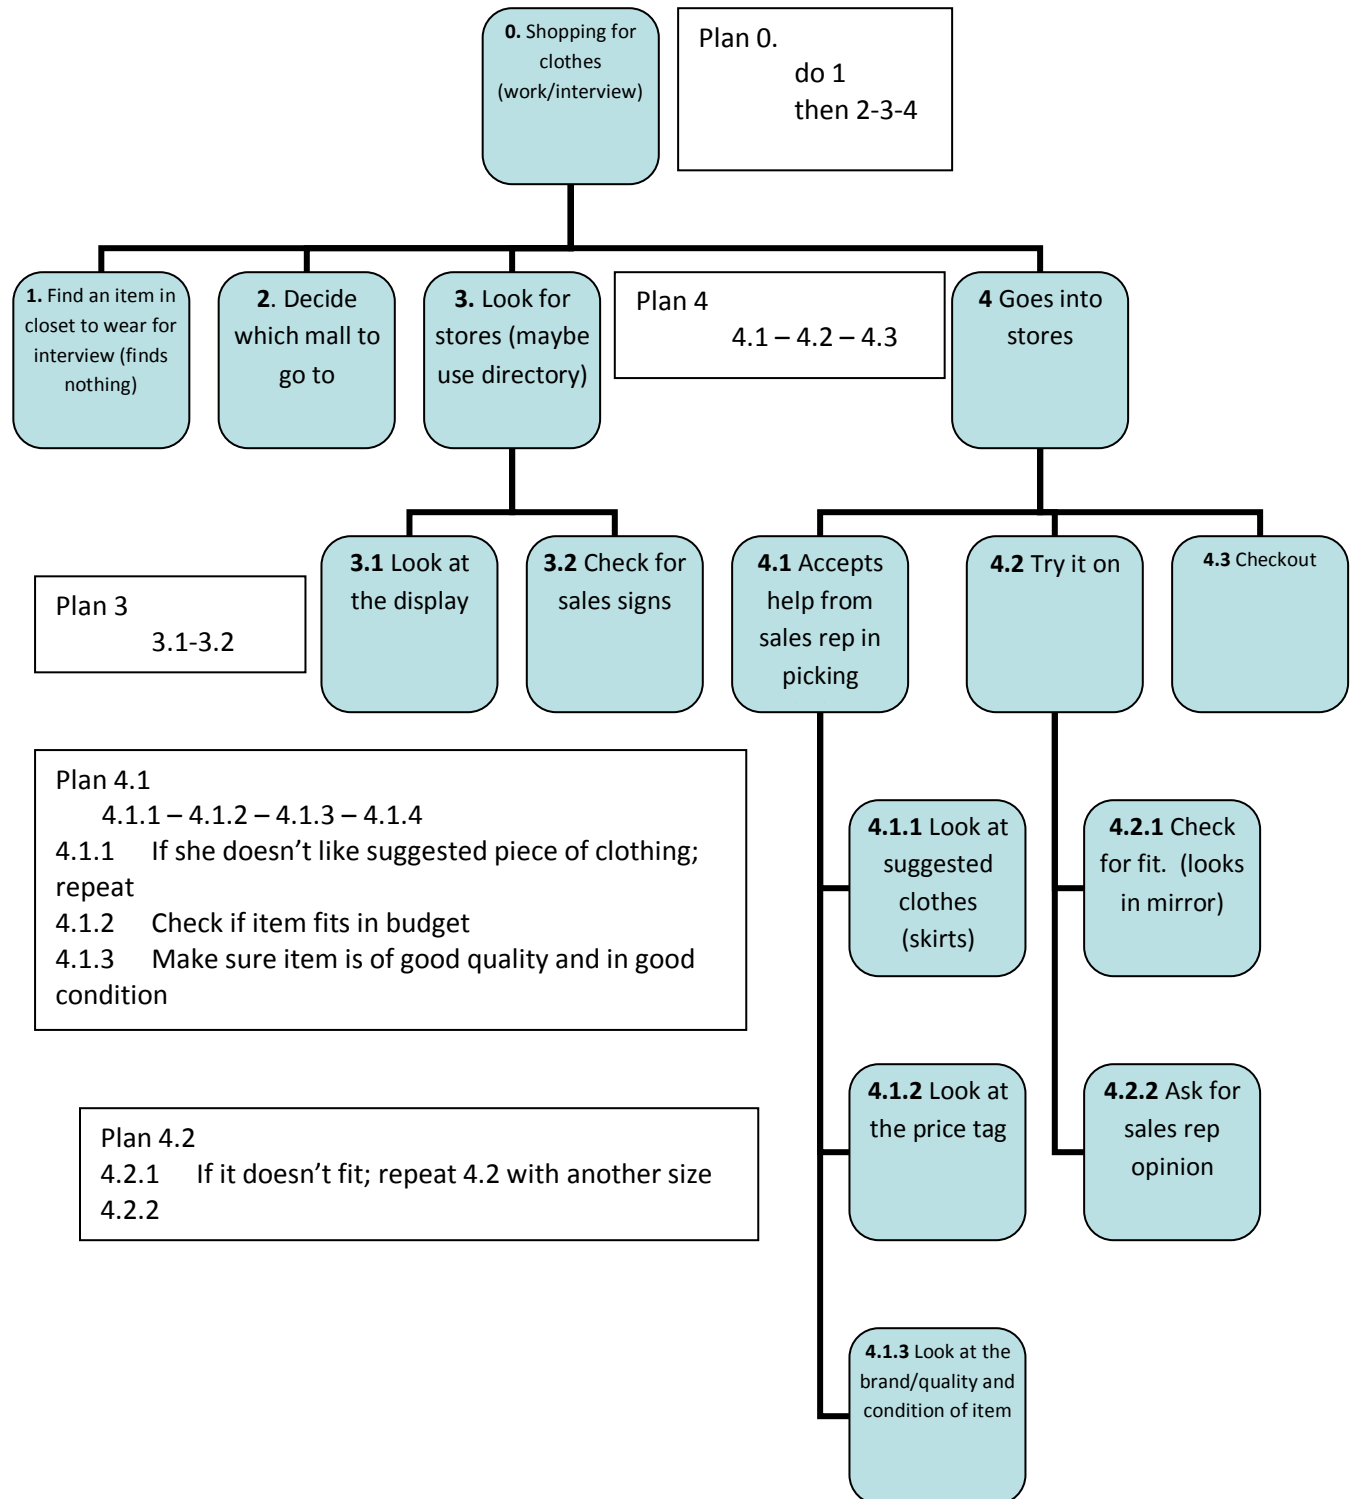 0. Shopping for
clothes
(work/interview)
Plan 0.
do 1
then 2-3-4
1. Find an item in
closet to wear for
interview (finds
nothing)
2. Decide
which mall to
go to
3. Look for
stores (maybe
use directory)
Plan 4
4.1 – 4.2 – 4.3
4 Goes into
stores
Plan 3
3.1-3.2
3.1 Look at
the display
3.2 Check for
sales signs
4.1 Accepts
help from
sales rep in
picking
4.2 Try it on
4.3 Checkout
Plan 4.1
4.1.1 – 4.1.2 – 4.1.3 – 4.1.4
4.1.1 If she doesn’t like suggested piece of clothing;
repeat
4.1.2 Check if item fits in budget
4.1.3 Make sure item is of good quality and in good
condition
4.1.1 Look at
suggested
clothes
(skirts)
4.2.1 Check
for fit. (looks
in mirror)
Plan 4.2
4.2.1 If it doesn’t fit; repeat 4.2 with another size
4.2.2
4.1.2 Look at
the price tag
4.2.2 Ask for
sales rep
opinion
4.1.3 Look at the
brand/quality and
condition of item